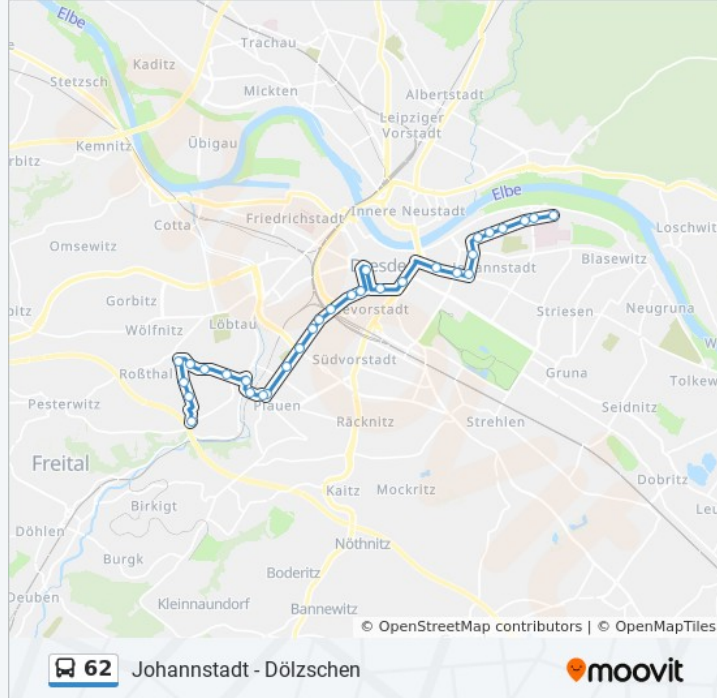 Elbe
Trachau
Kaditz
Stetzsch
Mickten
Albertstadt
Leipziger
Vorstadt
Kemnitz
Übigau
Elbe
Friedrichstadt
Innere Neustadt
Cotta
Loschwit
Omsewitz
Blasewitz
Gorbitz
Striesen
Neugruna
Wölfnitz
Löbtau
Südvorstadt
Roßthal
Gruna
Tolkew
Pesterwitz
Plauen
Seidnitz
Räcknitz
Strehlen
Freital
Dobritz
Kaitz
Mockritz
Birkigt
Döhlen
Nöthnitz
Burgk
Boderitz
Deuben
Kleinnaundorf
Bannewitz
© OpenStreetMap contributors | © OpenMapTiles
62
Johannstadt - Dölzschen
moovit